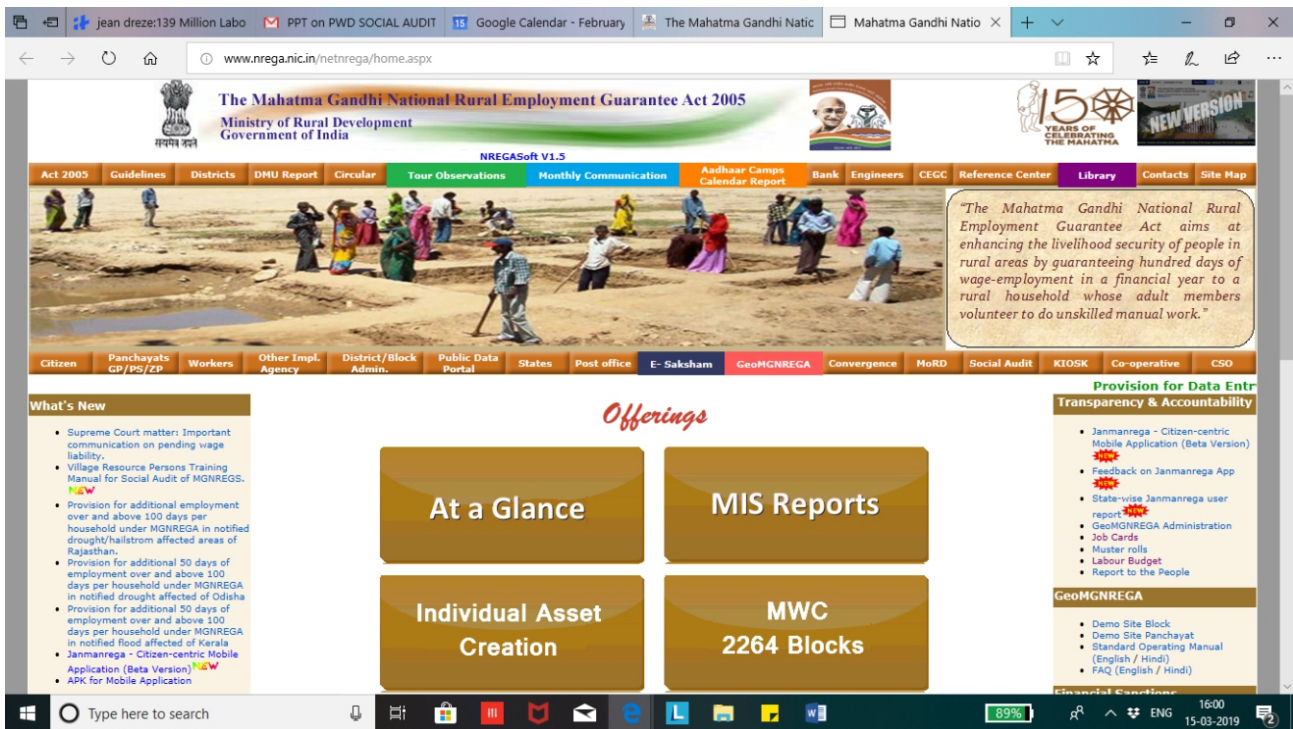 jean dreze:139 Million Labo
PPT on PWD SOCIAL AUDIT
Google Calendar - February
The Mahatma Gandhi Natic
Mahatma Gandhi Natio
www.nrega.nic.in/netnrega/home.aspx
The Mahatma Gandhi National Rural Employment Guarantee Act 2005
Ministry of Rural Development
Government of India
सत्यमेव जयते
150
YEARS OF
CELEBRATING
THE MAHATMA
NEW VERSION
NREGASoft V1.5
Act 2005 Guidelines Districts DMU Report Circular Tour Observations Monthly Communication Aadhaar Camps Calendar Report Bank Engineers CEGC Reference Center Library Contacts Site Map
"The Mahatma Gandhi National Rural
Employment Guarantee Act aims at
enhancing the livelihood security of people in
rural areas by guaranteeing hundred days of
wage-employment in a financial year to a
rural household whose adult members
volunteer to do unskilled manual work."
Citizen Panchayats GP/PS/ZP Workers Other Impl. Agency District/Block Admin. Public Data Portal States Post office E- Saksham GeoMGNREGA Convergence MoRD Social Audit KIOSK Co-operative CSO
Provision for Data Entr
What's New
Supreme Court matter: Important
communication on pending wage
liability.
Village Resource Persons Training
Manual for Social Audit of MGNREGS.
NEW
Provision for additional employment
over and above 100 days per
household under MGNREGA in notified
drought/hailstrom affected areas of
Rajasthan.
Provision for additional 50 days of
employment over and above 100
days per household under MGNREGA
in notified drought affected of Odisha
Provision for additional 50 days of
employment over and above 100
days per household under MGNREGA
in notified flood affected of Kerala
Janmanrega - Citizen-centric Mobile
Application (Beta Version) NEW
APK for Mobile Application
Offerings
At a Glance
MIS Reports
Individual Asset
Creation
MWC
2264 Blocks
Transparency & Accountability
Janmanrega - Citizen-centric
Mobile Application (Beta Version)
NEW
Feedback on Janmanrega App
NEW
State-wise Janmanrega user
report NEW
GeoMGNREGA Administration
Job Cards
Muster rolls
Labour Budget
Report to the People
GeoMGNREGA
Demo Site Block
Demo Site Panchayat
Standard Operating Manual
(English / Hindi)
FAQ (English / Hindi)
Financial Sanctions
Type here to search
89%
ENG
16:00
15-03-2019
2